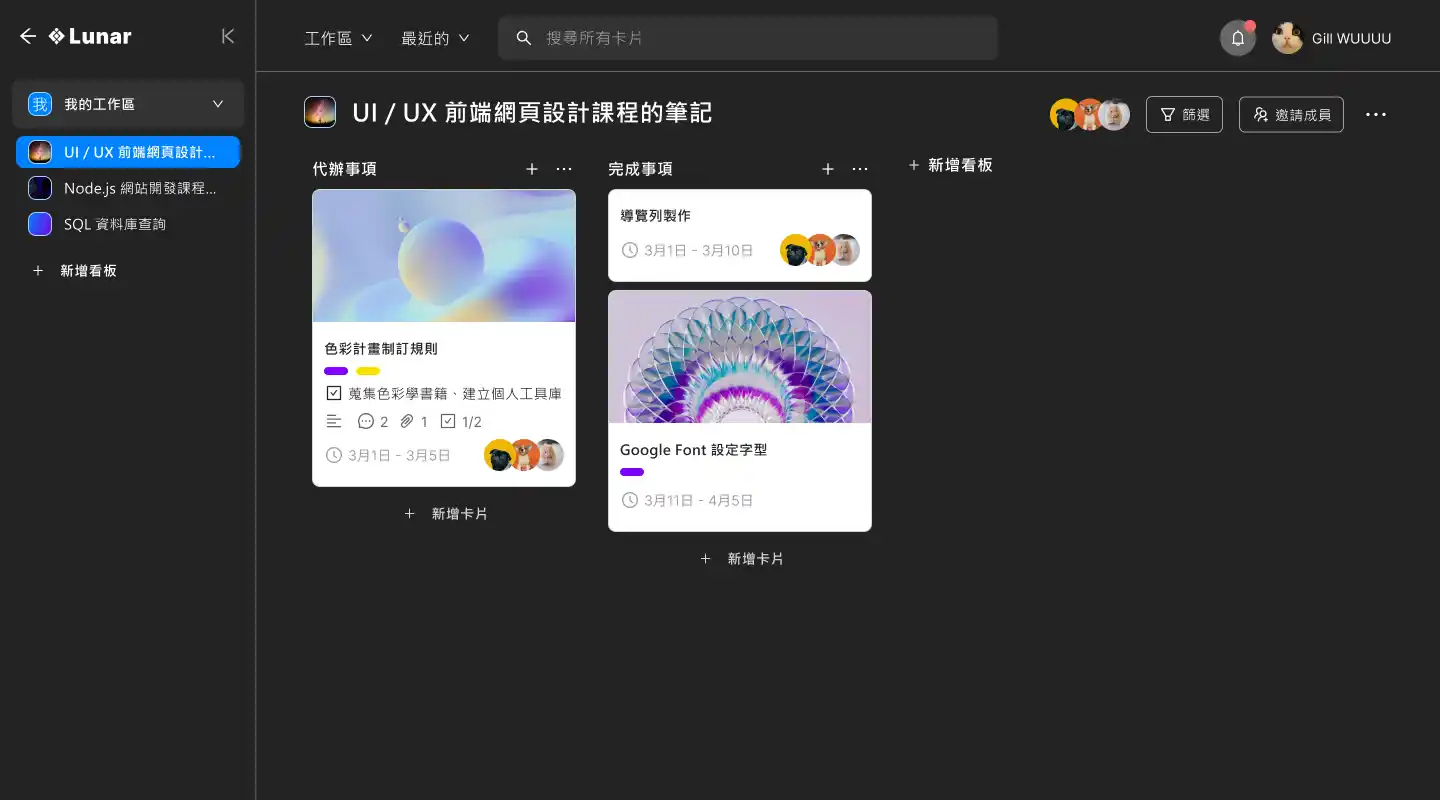 Lunar
我 我的工作區
UI / UX 前端網頁設計...
Node.js 網站開發課程...
SQL 資料庫查詢
+ 新增看板
工作區 最近的 搜尋所有卡片 Gill WUUUU
UI / UX 前端網頁設計課程的筆記 篩選 邀請成員 ...
代辦事項 + ...
色彩計畫制訂規則
蒐集色彩學書籍、建立個人工具庫
2 1 1/2
3月1日 - 3月5日
+ 新增卡片
完成事項 + ...
導覽列製作
3月1日 - 3月10日
Google Font 設定字型
3月11日 - 4月5日
+ 新增卡片
+ 新增看板